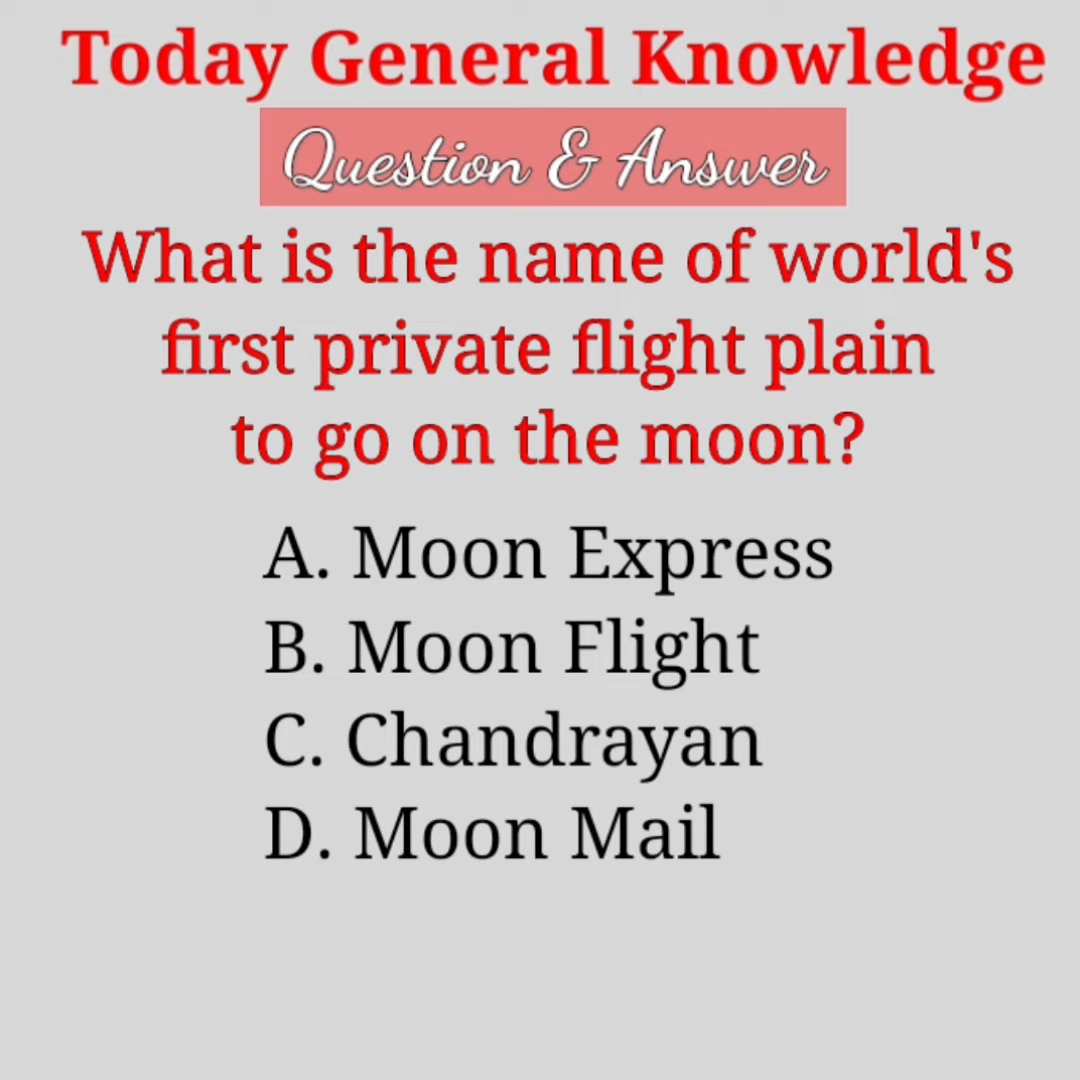 Today General Knowledge
Question & Answer
What is the name of world's
first private flight plain
to go on the moon?
A. Moon Express
B. Moon Flight
C. Chandrayan
D. Moon Mail